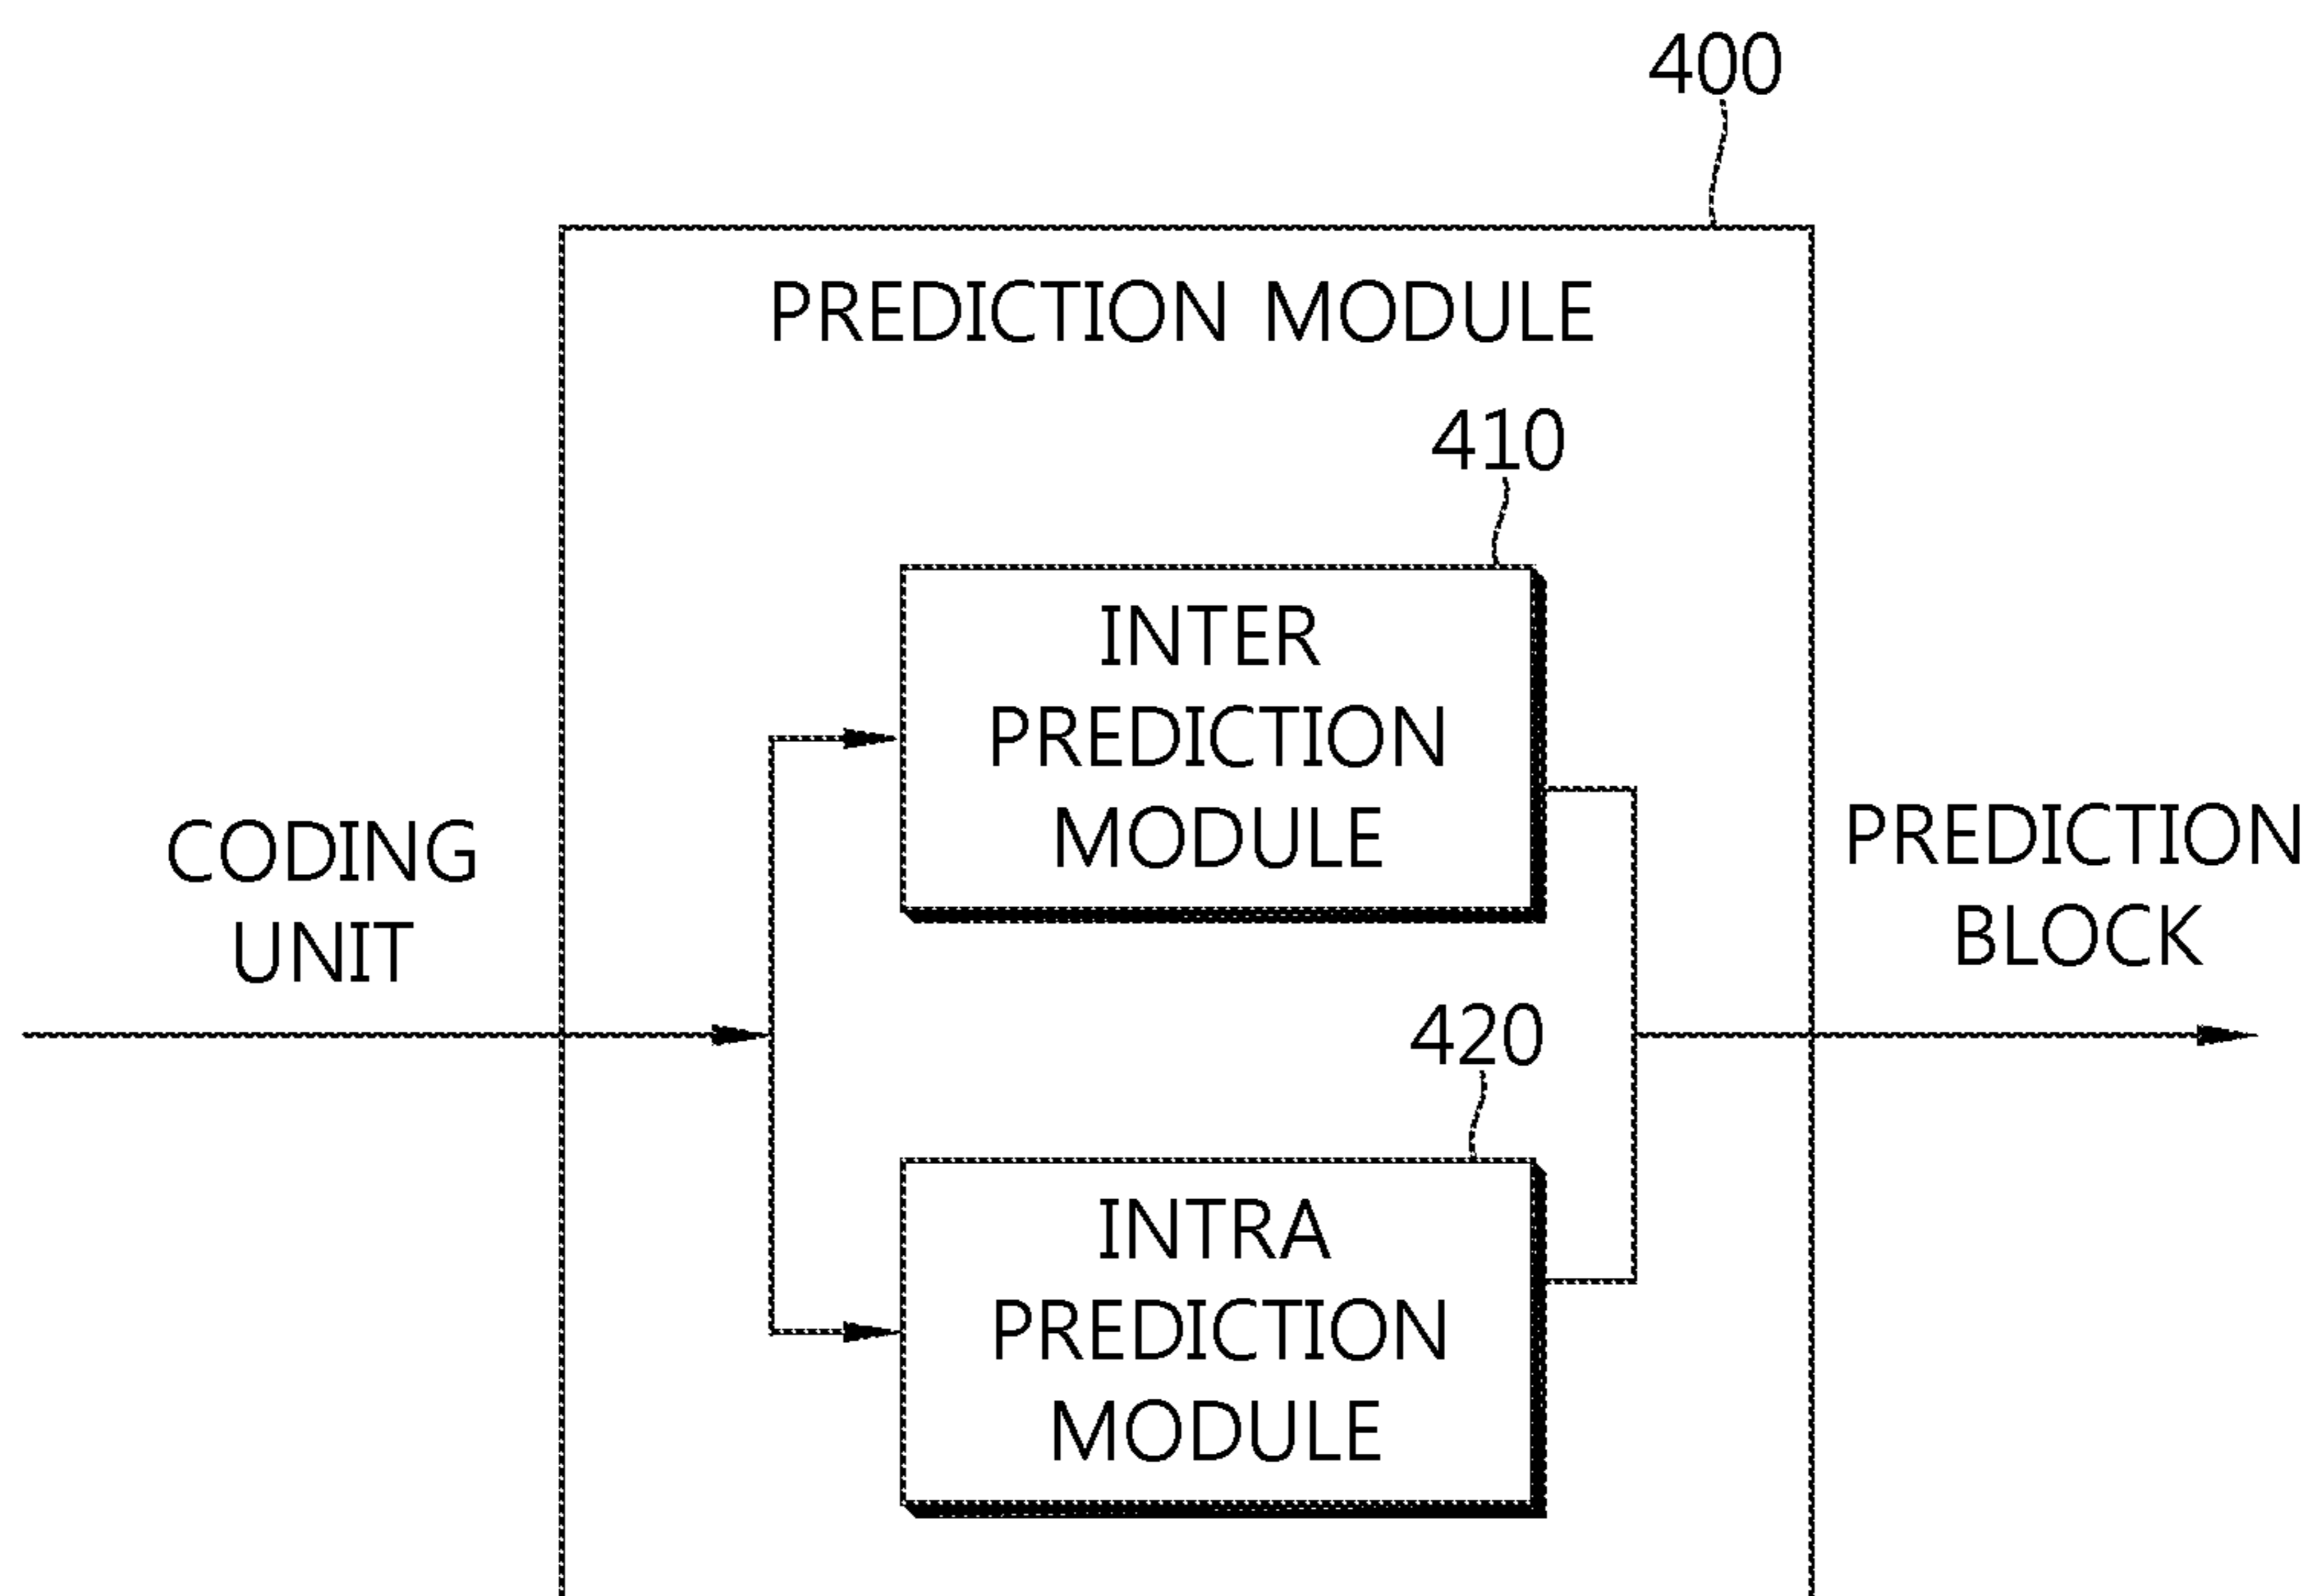 400
PREDICTION MODULE
410
INTER
PREDICTION
MODULE
CODING
UNIT
PREDICTION
BLOCK
420
INTRA
PREDICTION
MODULE